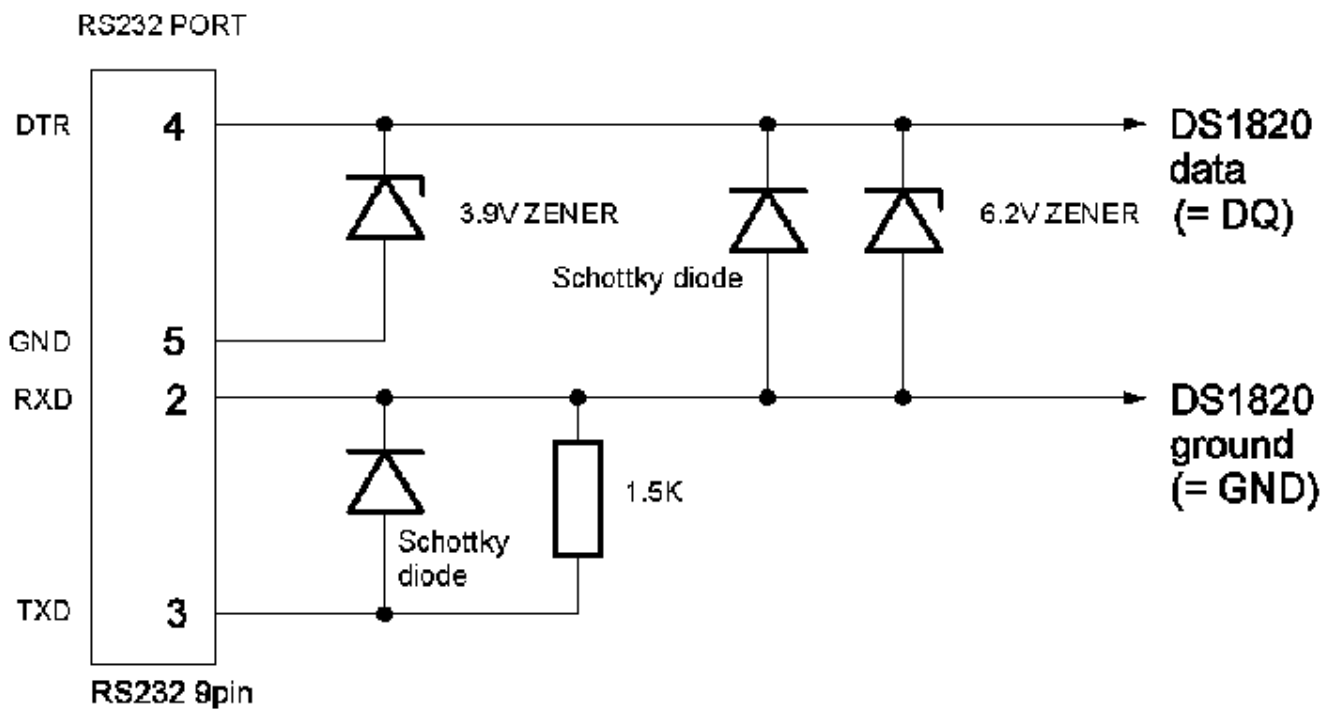 RS232 PORT
DTR
4
DS1820
data
(= DQ)
3.9V ZENER
6.2V ZENER
Schottky diode
GND
5
RXD
2
DS1820
ground
(= GND)
1.5K
Schottky
diode
TXD
3
RS232 9pin